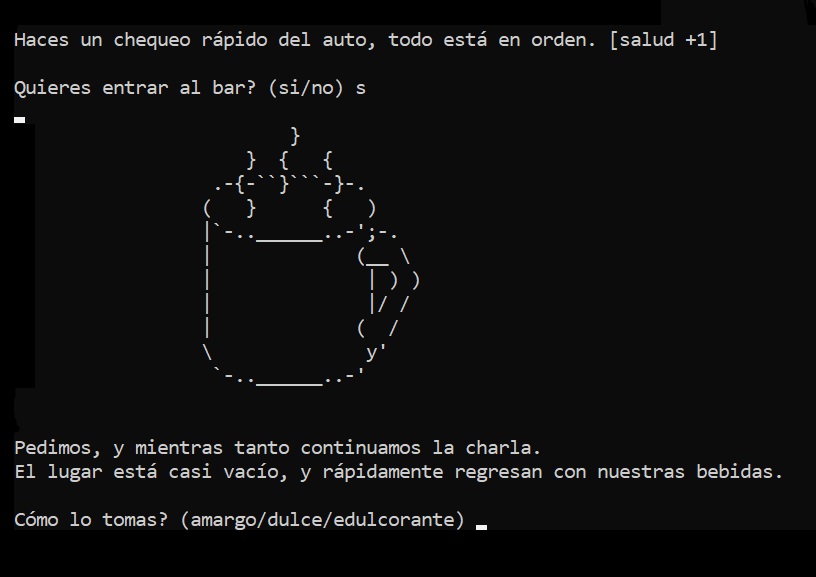 Haces un chequeo rápido del auto, todo está en orden. [salud +1]
Quieres entrar al bar? (si/no) s
Pedimos, y mientras tanto continuamos la charla.
El lugar está casi vacío, y rápidamente regresan con nuestras bebidas.
Cómo lo tomas? (amargo/dulce/edulcorante)